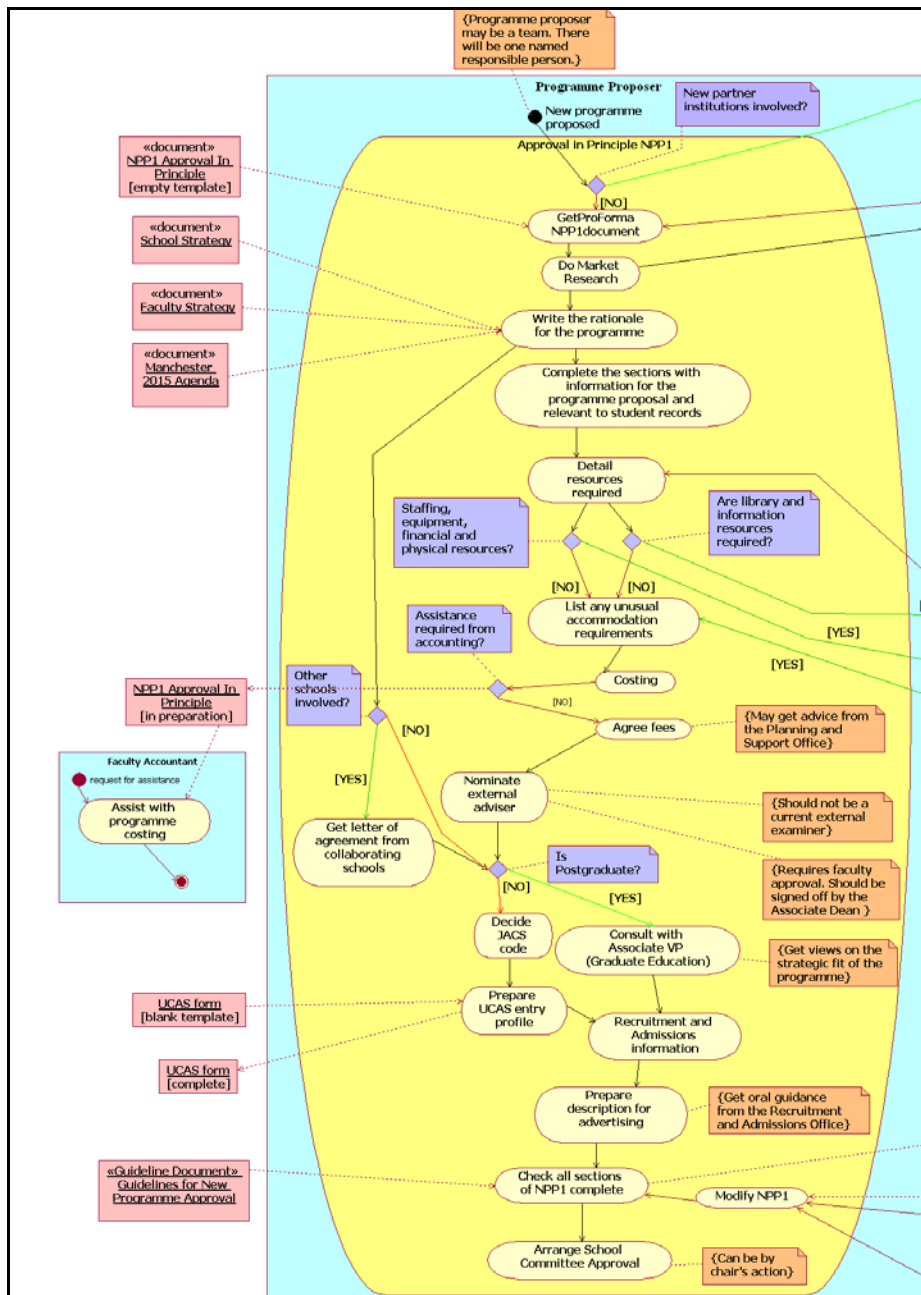 {Programme proposer
may be a team. There
will be one named
responsible person.}
Programme Proposer
New partner
institutions involved?
New programme
proposed
Approval in Principle NPP1
«document»
NPP1 Approval In
Principle
[empty template]
[NO]
GetProForma
NPP1document
«document»
School Strategy
Do Market
Research
«document»
Faculty Strategy
Write the rationale
for the programme
«document»
Manchester
2015 Agenda
Complete the sections with
information for the
programme proposal and
relevant to student records
Detail
resources
required
Staffing,
equipment,
financial and
physical resources?
Are library and
information
resources
required?
[NO]
[NO]
List any unusual
accommodation
requirements
[YES]
[YES]
Assistance
required from
accounting?
Costing
Other
schools
involved?
NPP1 Approval In
Principle
[in preparation]
[NO]
[NO]
Agree fees
{May get advice from
the Planning and
Support Office}
Faculty Accountant
request for assistance
Assist with
programme
costing
[YES]
Nominate
external
adviser
{Should not be a
current external
examiner}
Get letter of
agreement from
collaborating
schools
Is
Postgraduate?
{Requires faculty
approval. Should be
signed off by the
Associate Dean }
[NO]
[YES]
Decide
JACS
code
Consult with
Associate VP
(Graduate Education)
{Get views on the
strategic fit of the
programme}
UCAS form
[blank template]
Prepare
UCAS entry
profile
Recruitment and
Admissions
information
UCAS form
[complete]
Prepare
description for
advertising
{Get oral guidance
from the Recruitment
and Admissions Office}
«Guideline Document»
Guidelines for New
Programme Approval
Check all sections
of NPP1 complete
Modify NPP1
Arrange School
Committee Approval
{Can be by
chair's action}